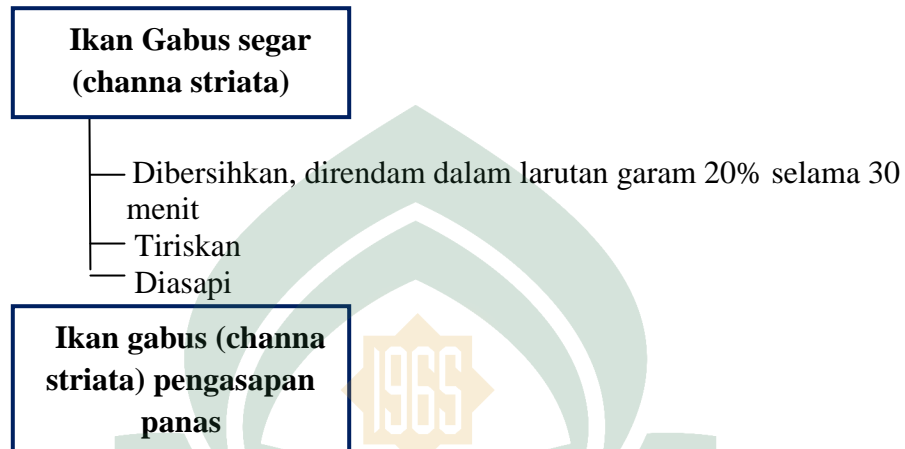 Ikan Gabus segar
(channa striata)
Dibersihkan, direndam dalam larutan garam 20% selama 30
menit
Tiriskan
Diasapi
Ikan gabus (channa
striata) pengasapan
panas
1965